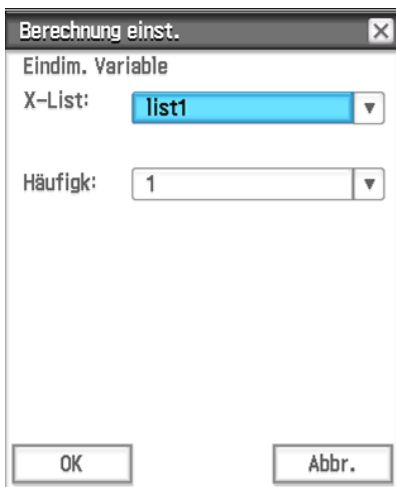 Berechnung einst.
Eindim. Variable
X-List: list1
Häufigk: 1
OK Abbr.